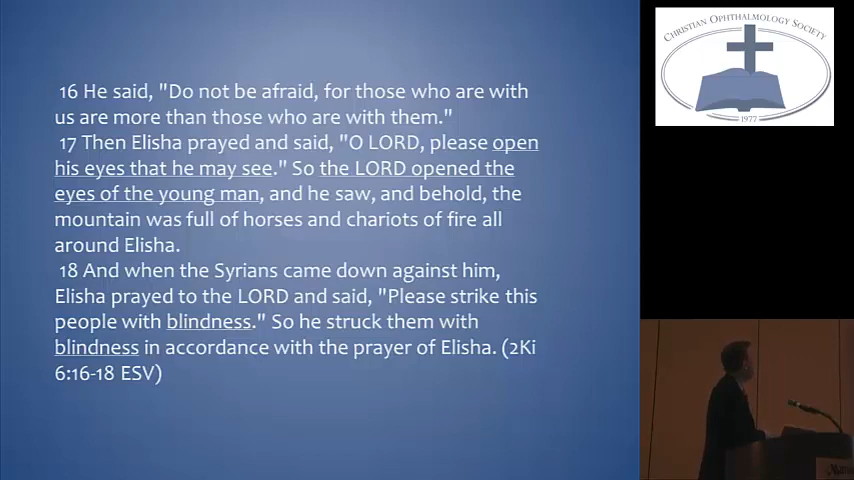 16 He said, "Do not be afraid, for those who are with
us are more than those who are with them."
17 Then Elisha prayed and said, "O LORD, please open
his eyes that he may see." So the LORD opened the
eyes of the young man, and he saw, and behold, the
mountain was full of horses and chariots of fire all
around Elisha.
18 And when the Syrians came down against him,
Elisha prayed to the LORD and said, "Please strike this
people with blindness." So he struck them with
blindness in accordance with the prayer of Elisha. (2Ki
6:16-18 ESV)
CHRISTIAN OPHTHALMOLOGY SOCIETY
1977